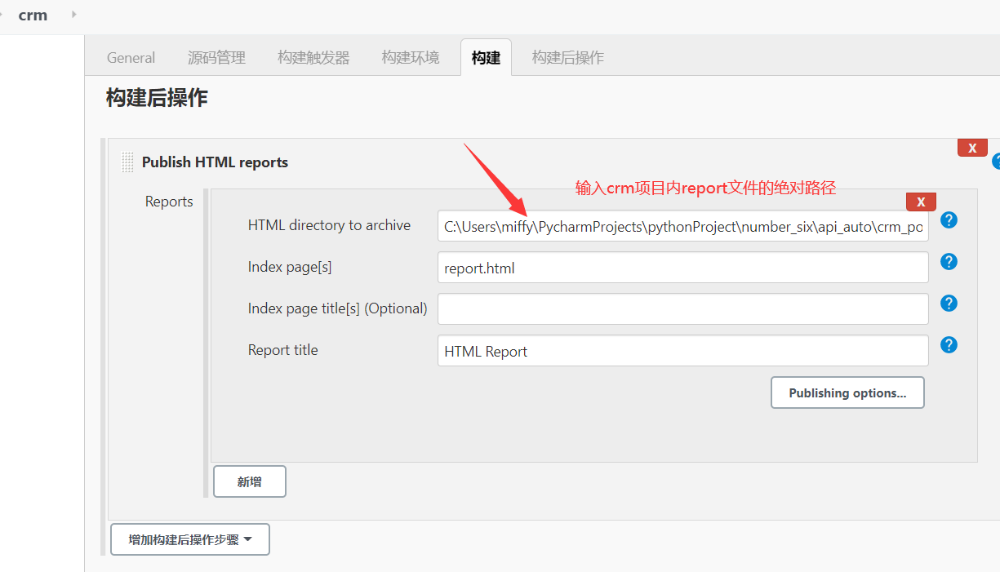 crm
General 源码管理 构建触发器 构建环境 构建 构建后操作
构建后操作
Publish HTML reports
X
Reports
输入crm项目内report文件的绝对路径
X
HTML directory to archive C:\Users\miffy\PycharmProjects\pythonProject\number_six\api_auto\crm_po
Index page[s] report.html
Index page title[s] (Optional)
Report title HTML Report
Publishing options...
新增
增加构建后操作步骤